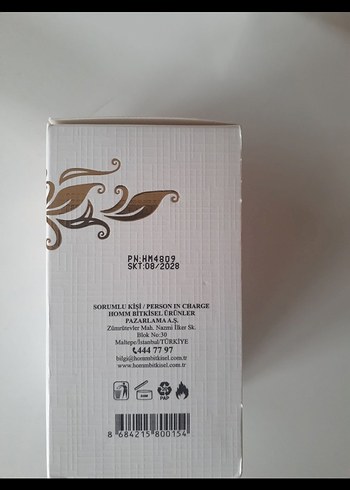 PN:HM4809
SKT:08/2028
SORUMLU KİŞİ / PERSON IN CHARGE
HOMM BİTKİSEL ÜRÜNLER
PAZARLAMA A.Ş.
Zümrütevler Mah. Nazmi İlker Sk.
Blok No:30
Maltepe/İstanbul/TÜRKİYE
444 77 97
bilgi@hommbitkisel.com.tr
www.hommbitkisel.com.tr
PAP
8 684215 800154